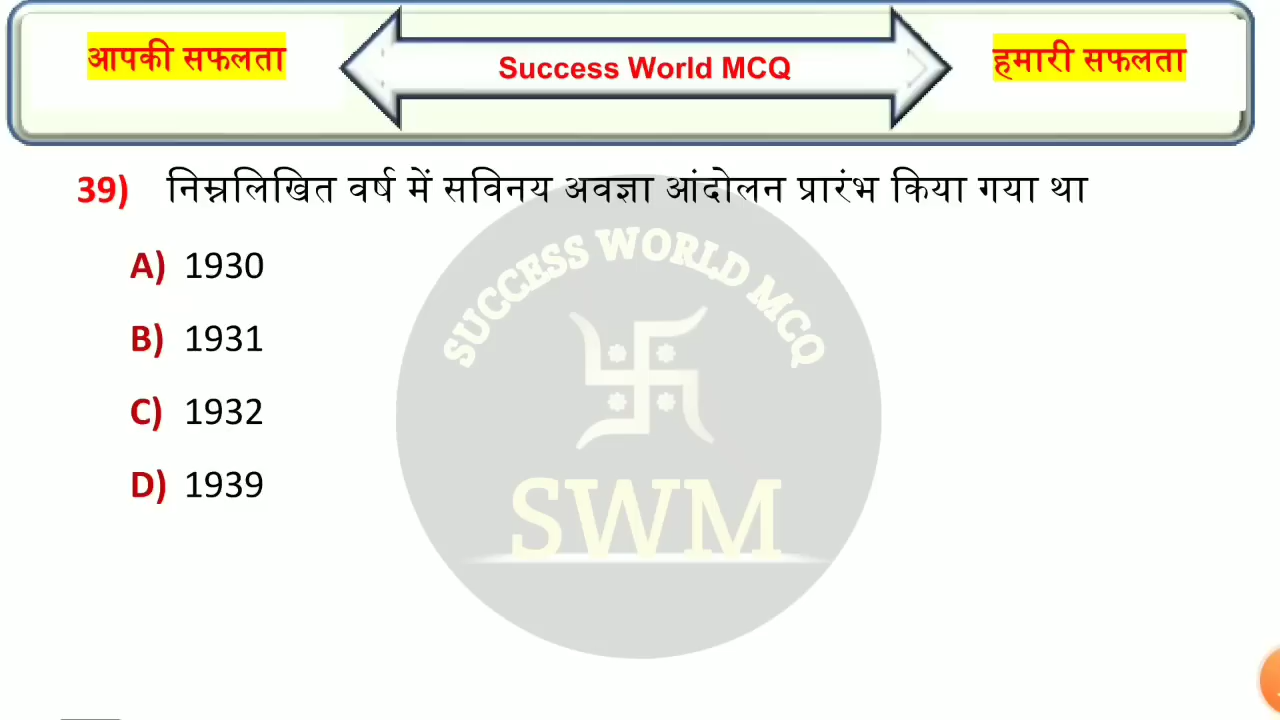 आपकी सफलता
Success World MCQ
हमारी सफलता
39) निम्नलिखित वर्ष में सविनय अवज्ञा आंदोलन प्रारंभ किया गया था
A) 1930
B) 1931
C) 1932
D) 1939
SUCCESS WORLD MCQ
SWM